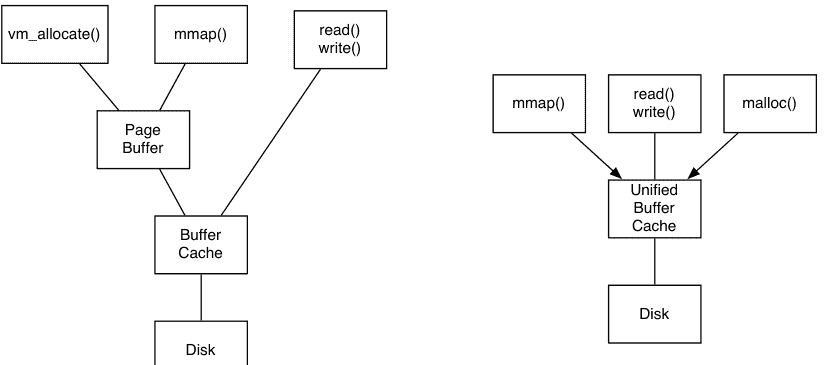 vm_allocate()
mmap()
read()
write()
Page
Buffer
Buffer
Cache
Disk
mmap()
read()
write()
malloc()
Unified
Buffer
Cache
Disk